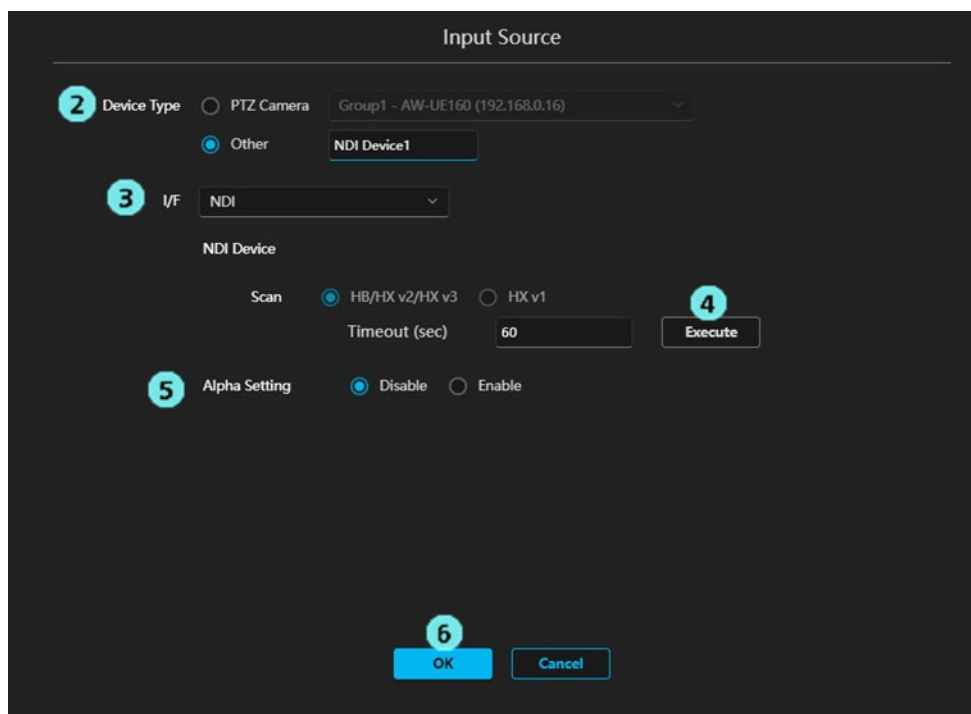 Input Source
2 Device Type PTZ Camera Group1 - AW-UE160 (192.168.0.16)
Other NDI Device1
3 I/F NDI
NDI Device
Scan HB/HX v2/HX v3 HX v1
4
Timeout (sec) 60 Execute
5 Alpha Setting Disable Enable
6
OK Cancel